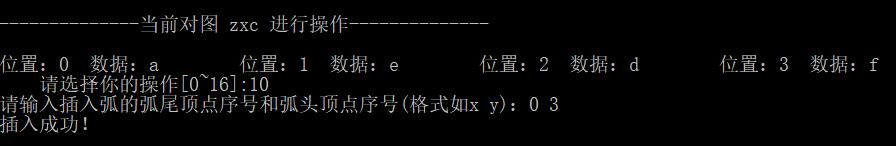 --------------当前对图 zxc 进行操作--------------
位置：0 数据：a 位置：1 数据：e 位置：2 数据：d 位置：3 数据：f
请选择你的操作[0~16]:10
请输入插入弧的弧尾顶点序号和弧头顶点序号(格式如x y)：0 3
插入成功！